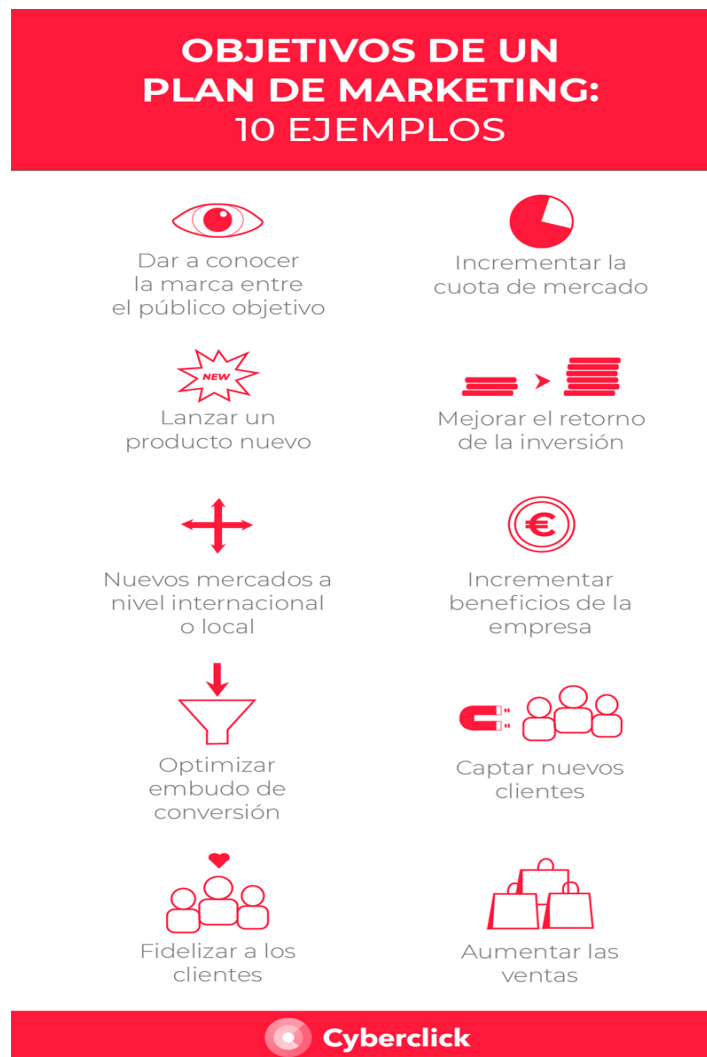 OBJETIVOS DE UN
PLAN DE MARKETING:
10 EJEMPLOS
Dar a conocer
la marca entre
el público objetivo
Incrementar la
cuota de mercado
NEW
Lanzar un
producto nuevo
Mejorar el retorno
de la inversión
Nuevos mercados a
nivel internacional
o local
€
Incrementar
beneficios de la
empresa
Optimizar
embudo de
conversión
Captar nuevos
clientes
Fidelizar a los
clientes
Aumentar las
ventas
Cyberclick